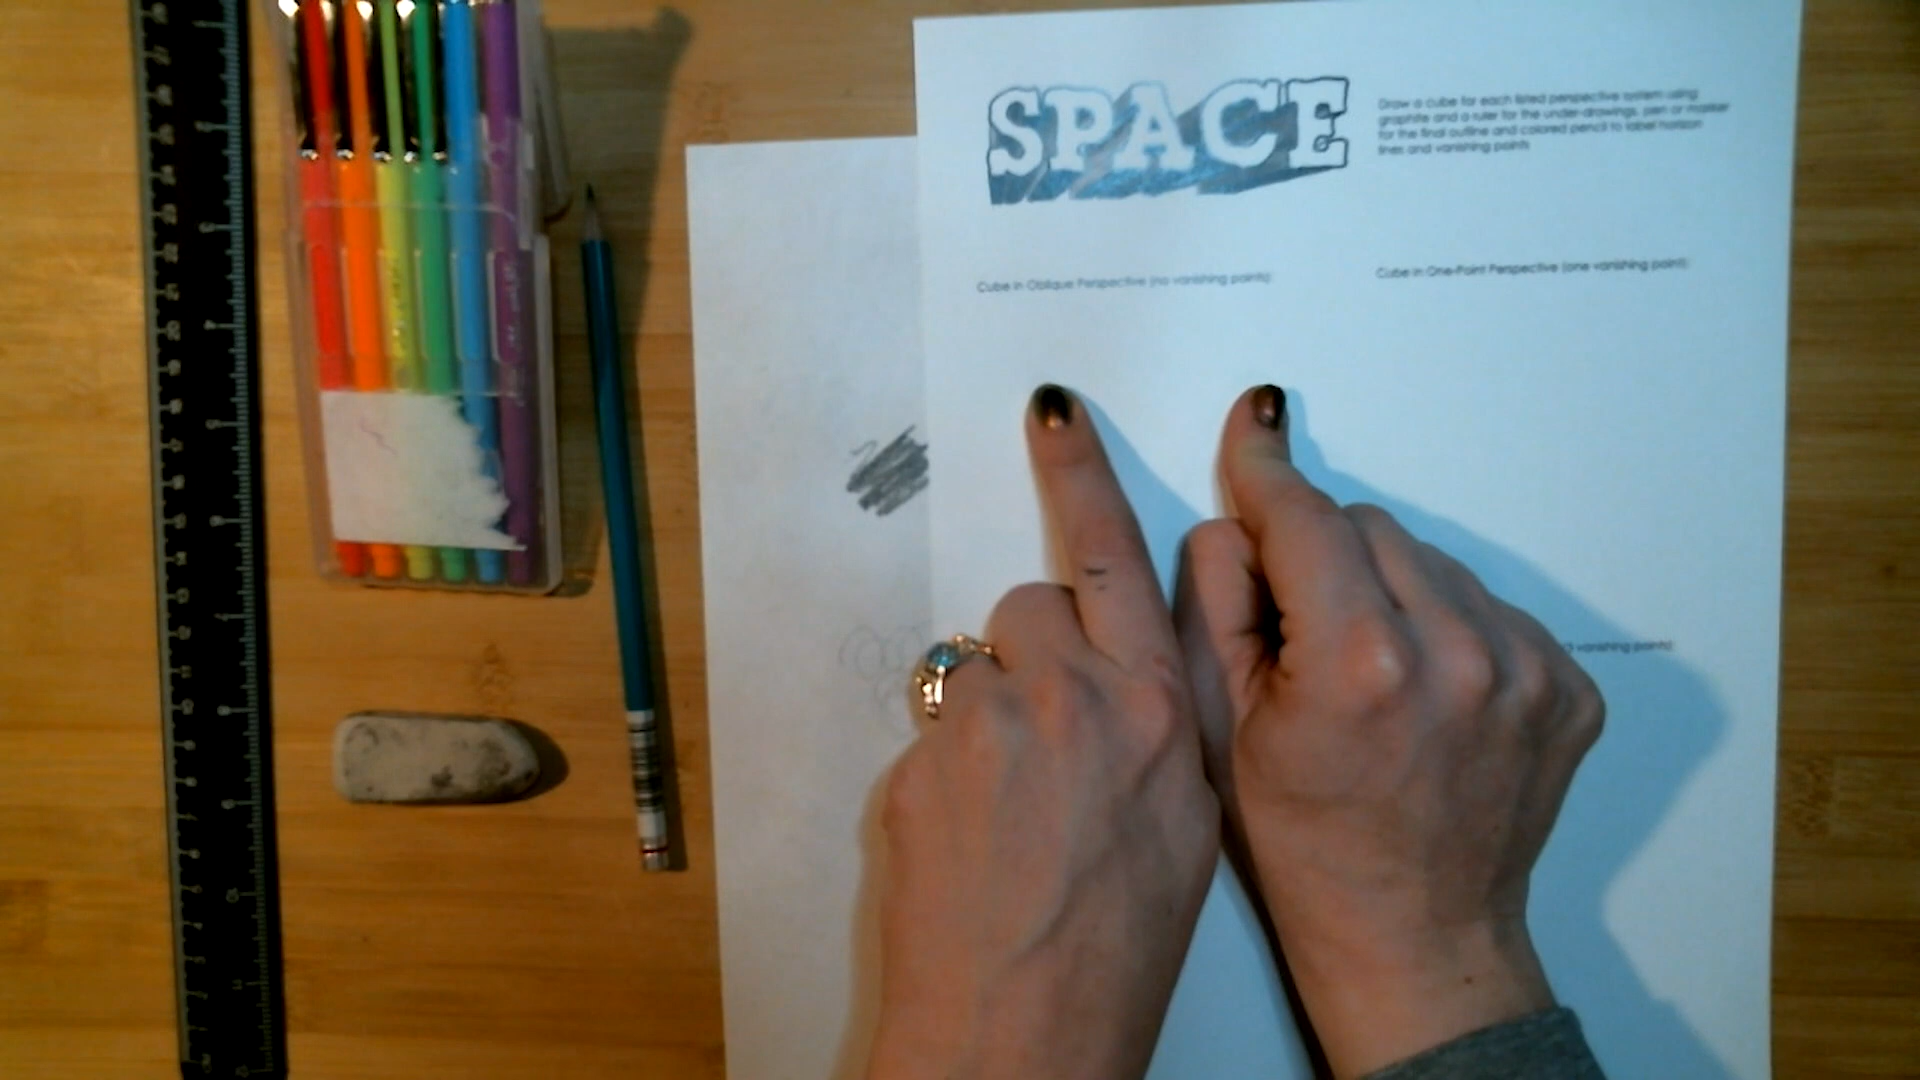 SPACE
Draw a cube for each listed perspective system using
graphite and a ruler for the under-drawings, pen or marker
for the final outline and colored pencil to label horizon
lines and vanishing points
Cube in Oblique Perspective (no vanishing points):
Cube in One-Point Perspective (one vanishing point):
vanishing points):